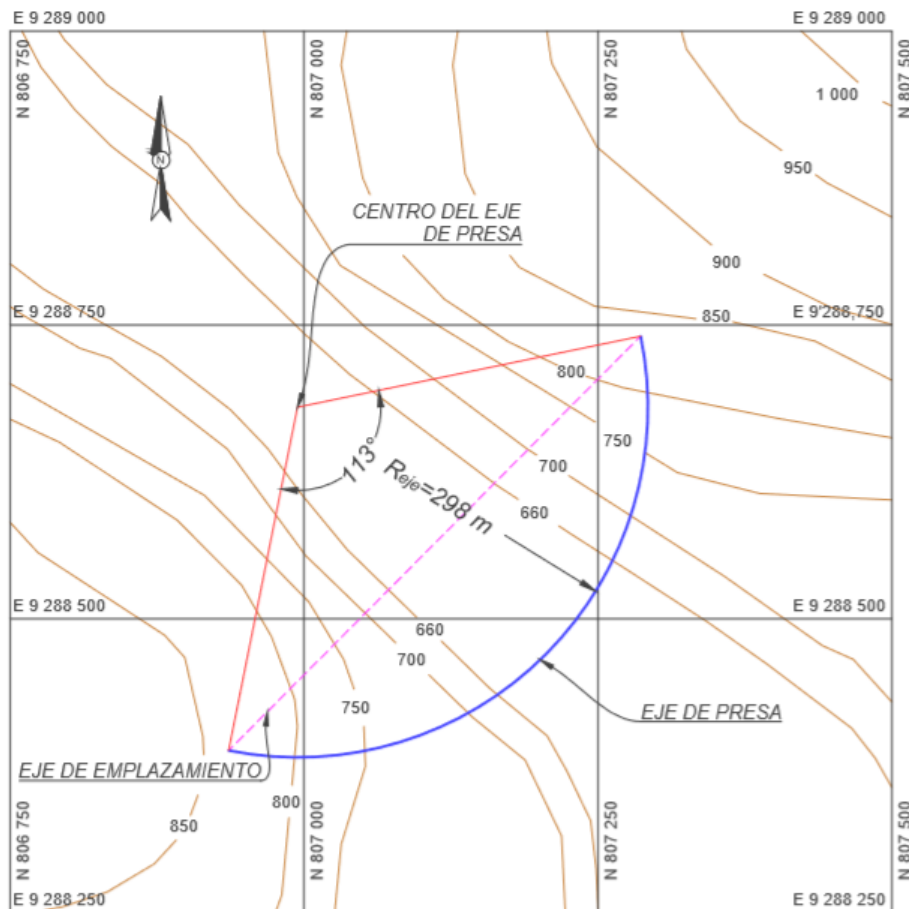 E 9 289 000
E 9 289 000
N 806 750
N 807 000
N 807 250
N 807 500
1 000
N
950
CENTRO DEL EJE
DE PRESA
900
E 9 288 750
850
E 9 288 750
800
113°
Reje=298 m
750
700
660
E 9 288 500
E 9 288 500
660
700
750
EJE DE PRESA
EJE DE EMPLAZAMIENTO
800
850
N 806 750
N 807 000
N 807 250
N 807 500
E 9 288 250
E 9 288 250